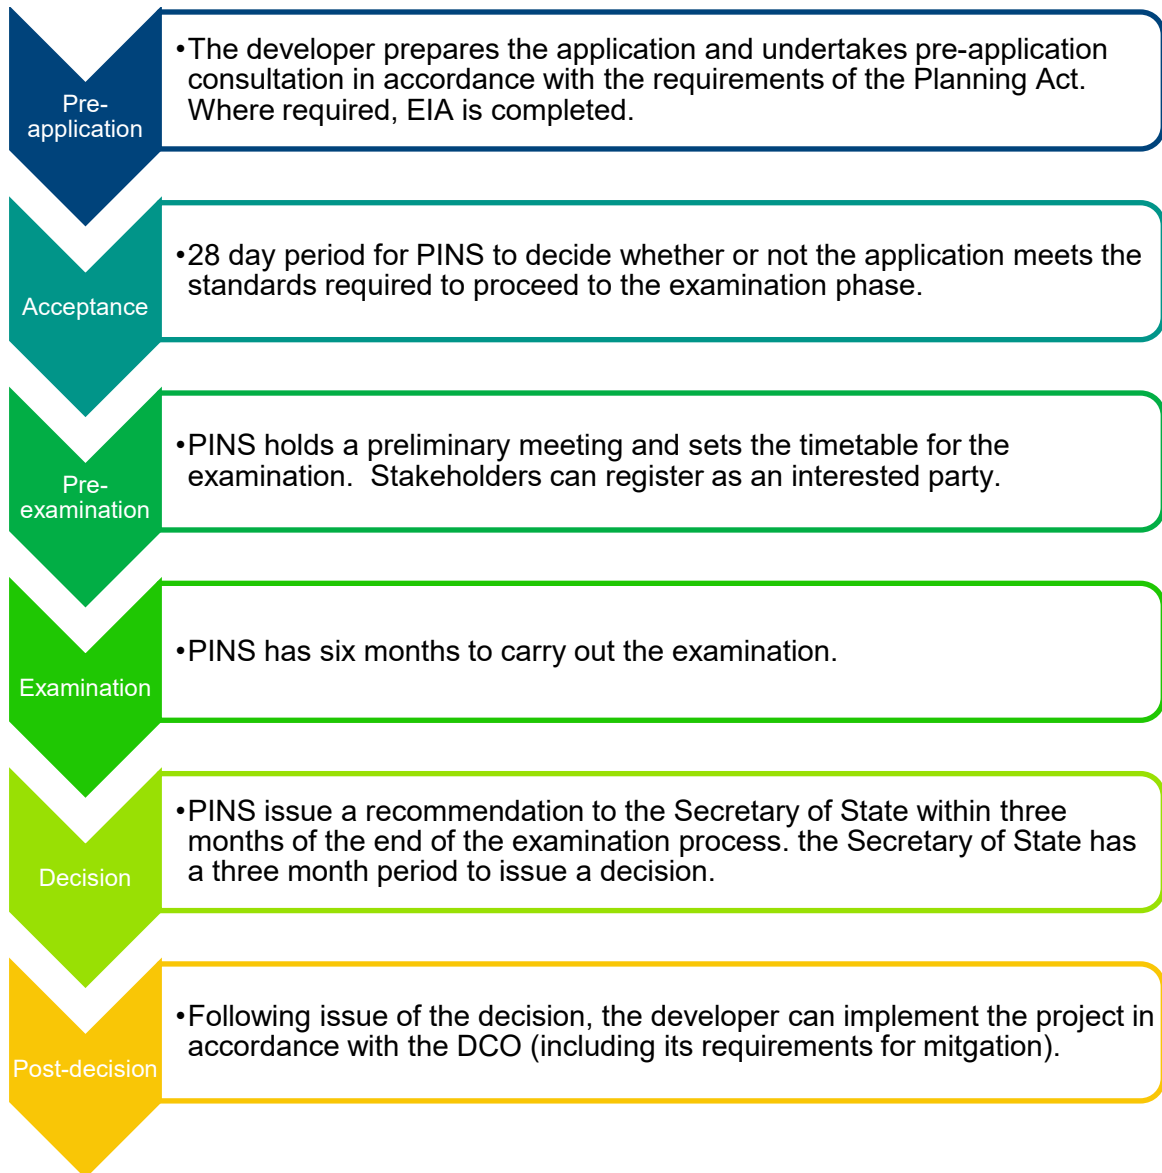 Pre-
application
•The developer prepares the application and undertakes pre-application
consultation in accordance with the requirements of the Planning Act.
Where required, EIA is completed.
Acceptance
•28 day period for PINS to decide whether or not the application meets the
standards required to proceed to the examination phase.
Pre-
examination
•PINS holds a preliminary meeting and sets the timetable for the
examination.  Stakeholders can register as an interested party.
Examination
•PINS has six months to carry out the examination.
Decision
•PINS issue a recommendation to the Secretary of State within three
months of the end of the examination process. the Secretary of State has
a three month period to issue a decision.
Post-decision
•Following issue of the decision, the developer can implement the project in
accordance with the DCO (including its requirements for mitgation).